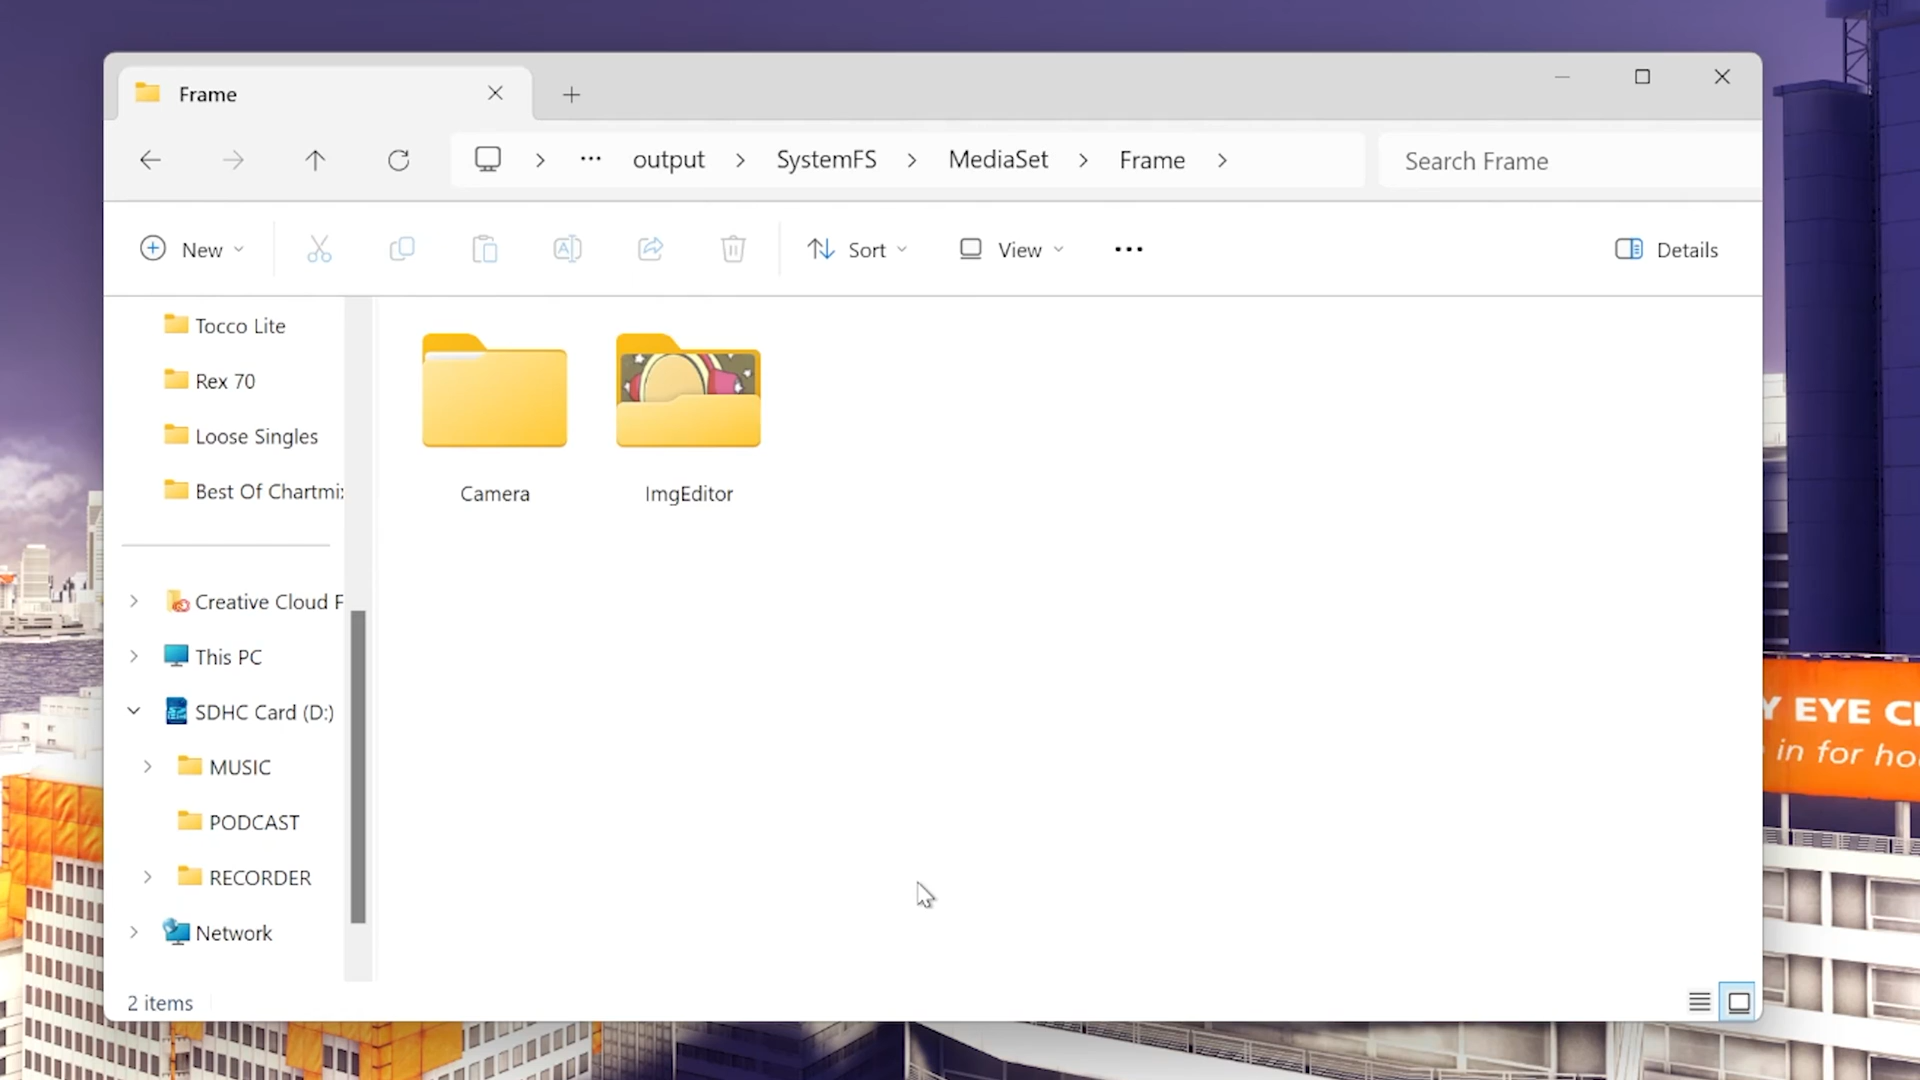 Frame
output SystemFS MediaSet Frame
Search Frame
New
Sort
View
Details
Tocco Lite
Rex 70
Loose Singles
Best Of Chartmi
Creative Cloud F
This PC
SDHC Card (D:)
MUSIC
PODCAST
RECORDER
Network
Camera
ImgEditor
2 items
Y EYE C
in for ho